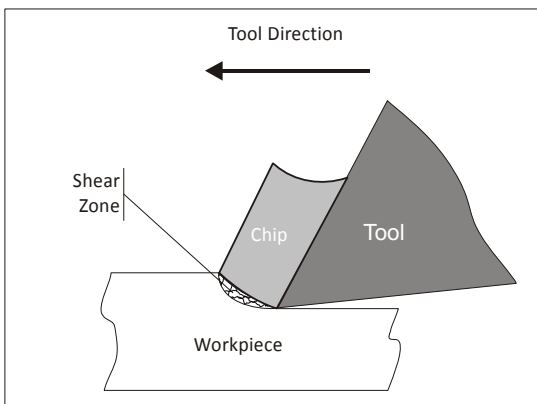 Tool Direction
Shear
Zone
Chip
Tool
Workpiece